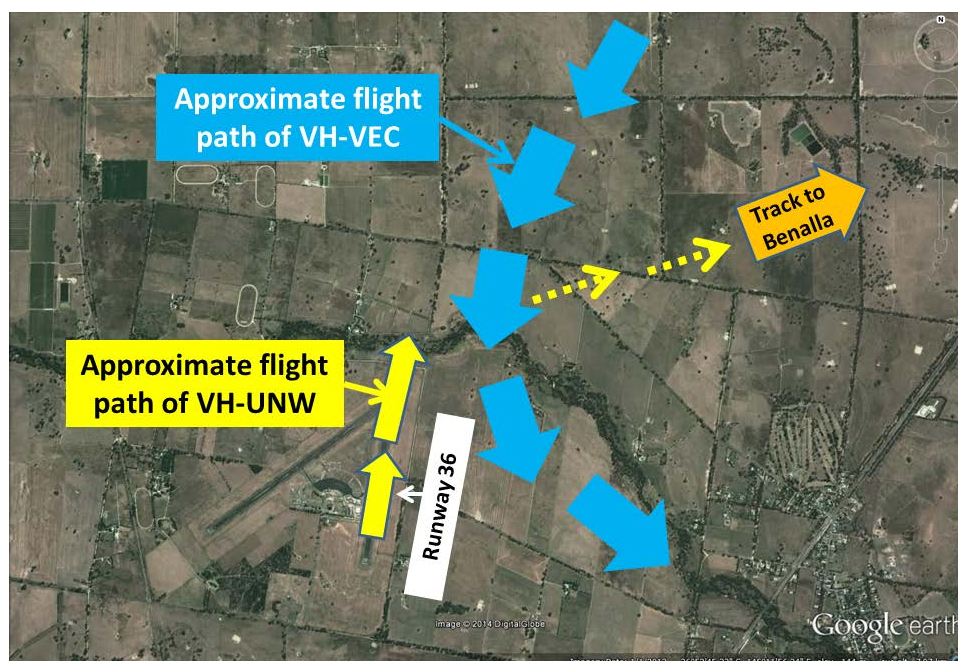 N
Approximate flight
path of VH-VEC
Track to
Benalla
Approximate flight
path of VH-UNW
Runway 36
Image © 2014 DigitalGlobe
Google earth